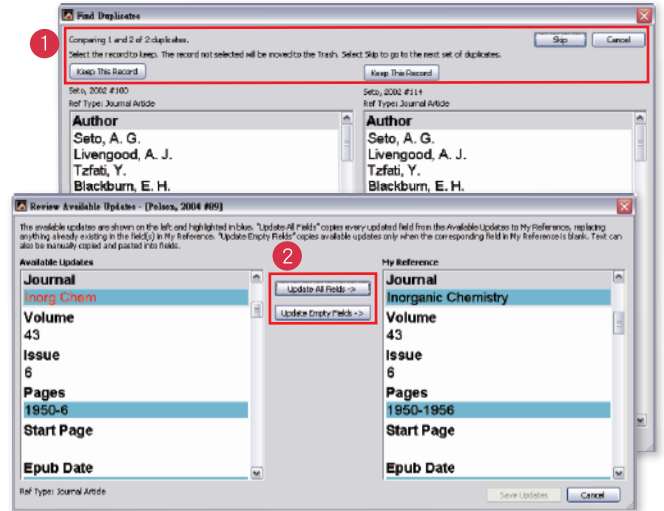 Find Duplicates
1
Comparing 1 and 2 of 2 duplicates.
Skip
Cancel
Select the record to keep. The record not selected will be moved to the Trash. Select Skip to go to the next set of duplicates.
Keep This Record
Keep This Record
Seto, 2002 #100
Seto, 2002 #114
Ref Type: Journal Article
Ref Type: Journal Article
Author
Author
Seto, A. G.
Seto, A. G.
Livengood, A. J.
Livengood, A. J.
Tzfati, Y.
Tzfati, Y.
Blackburn, E. H.
Blackburn, E. H.
Review Available Updates - [Polson, 2004 #89]
The available updates are shown on the left and highlighted in blue. "Update All Fields" copies every updated field from the Available Updates to My Reference, replacing
anything already existing in the field(s) in My Reference. "Update Empty Fields" copies available updates only when the corresponding field in My Reference is blank. Text can
also be manually copied and pasted into fields.
2
Available Updates
My Reference
Journal
Inorg Chem
Volume
43
Issue
6
Pages
1950-6
Start Page
Epub Date
Update All Fields ->
Update Empty Fields ->
Journal
Inorganic Chemistry
Volume
43
Issue
6
Pages
1950-1956
Start Page
Epub Date
Ref Type: Journal Article
Save Updates
Cancel